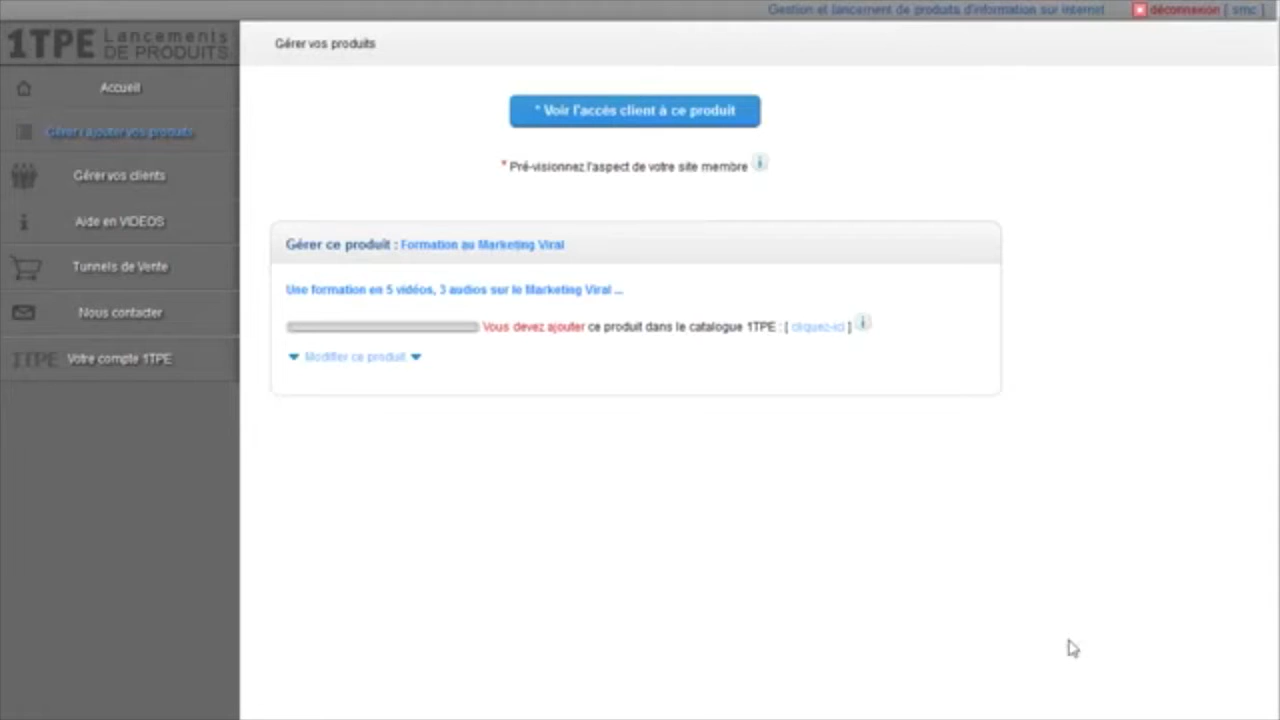 Gestion et lancement de produits d'information sur internet
déconnexion [ smc ]
1TPE Lancements
DE PRODUITS
Gérer vos produits
Accueil
Gérer / ajouter vos produits
Gérer vos clients
Aide en VIDEOS
Tunnels de Vente
Nous contacter
1TPE Votre compte 1TPE
* Voir l'accès client à ce produit
* Pré-visionnez l'aspect de votre site membre
Gérer ce produit : Formation au Marketing Viral
Une formation en 5 vidéos, 3 audios sur le Marketing Viral ...
Vous devez ajouter ce produit dans le catalogue 1TPE : [ cliquez-ici ]
Modifier ce produit